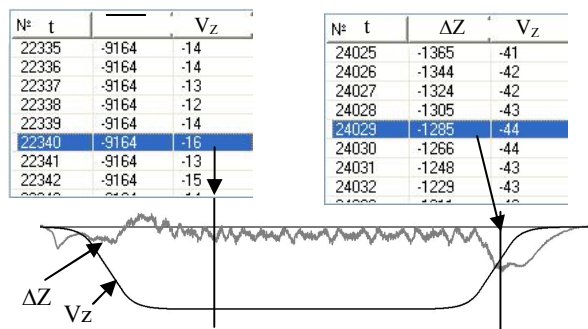 № t V_Z
22335 -9164 -14
22336 -9164 -14
22337 -9164 -13
22338 -9164 -12
22339 -9164 -14
22340 -9164 -16
22341 -9164 -13
22342 -9164 -15
№ t ΔZ V_Z
24025 -1365 -41
24026 -1344 -42
24027 -1324 -42
24028 -1305 -43
24029 -1285 -44
24030 -1266 -44
24031 -1248 -43
24032 -1229 -43
ΔZ
Vz